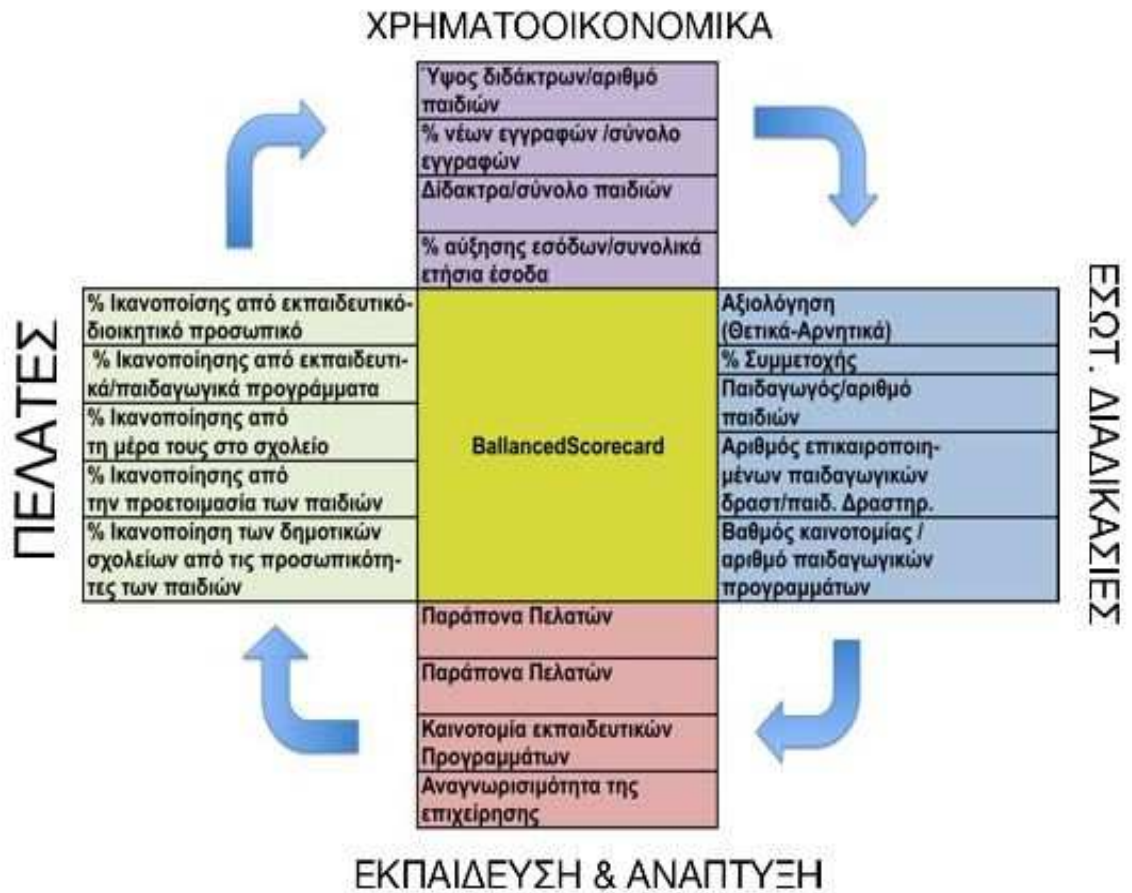 ΧΡΗΜΑΤΟΟΙΚΟΝΟΜΙΚΑ
Ύψος διδάκτρων/αριθμό
παιδιών
% νέων εγγραφών /σύνολο
εγγραφών
Δίδακτρα/σύνολο παιδιών
% αύξησης εσόδων/συνολικά
ετήσια έσοδα
ΠΕΛΑΤΕΣ
% Ικανοποίσης από εκπαιδευτικό-
διοικητικό προσωπικό
% Ικανοποίησης από εκπαιδευτι-
κά/παιδαγωγικά προγράμματα
% Ικανοποίησης από
τη μέρα τους στο σχολείο
% Ικανοποίησης από
την προετοιμασία των παιδιών
% Ικανοποίηση των δημοτικών
σχολείων από τις προσωπικότη-
τες των παιδιών
BallancedScorecard
Αξιολόγηση
(Θετικά-Αρνητικά)
% Συμμετοχής
Παιδαγωγός/αριθμό
παιδιών
Αριθμός επικαιροποιη-
μένων παιδαγωγικών
δραστ/παιδ. Δραστηρ.
Βαθμός καινοτομίας /
αριθμό παιδαγωγικών
προγραμμάτων
ΕΣΩΤ. ΔΙΑΔΙΚΑΣΙΕΣ
Παράπονα Πελατών
Παράπονα Πελατών
Καινοτομία εκπαιδευτικών
Προγραμμάτων
Αναγνωρισιμότητα της
επιχείρησης
ΕΚΠΑΙΔΕΥΣΗ & ΑΝΑΠΤΥΞΗ